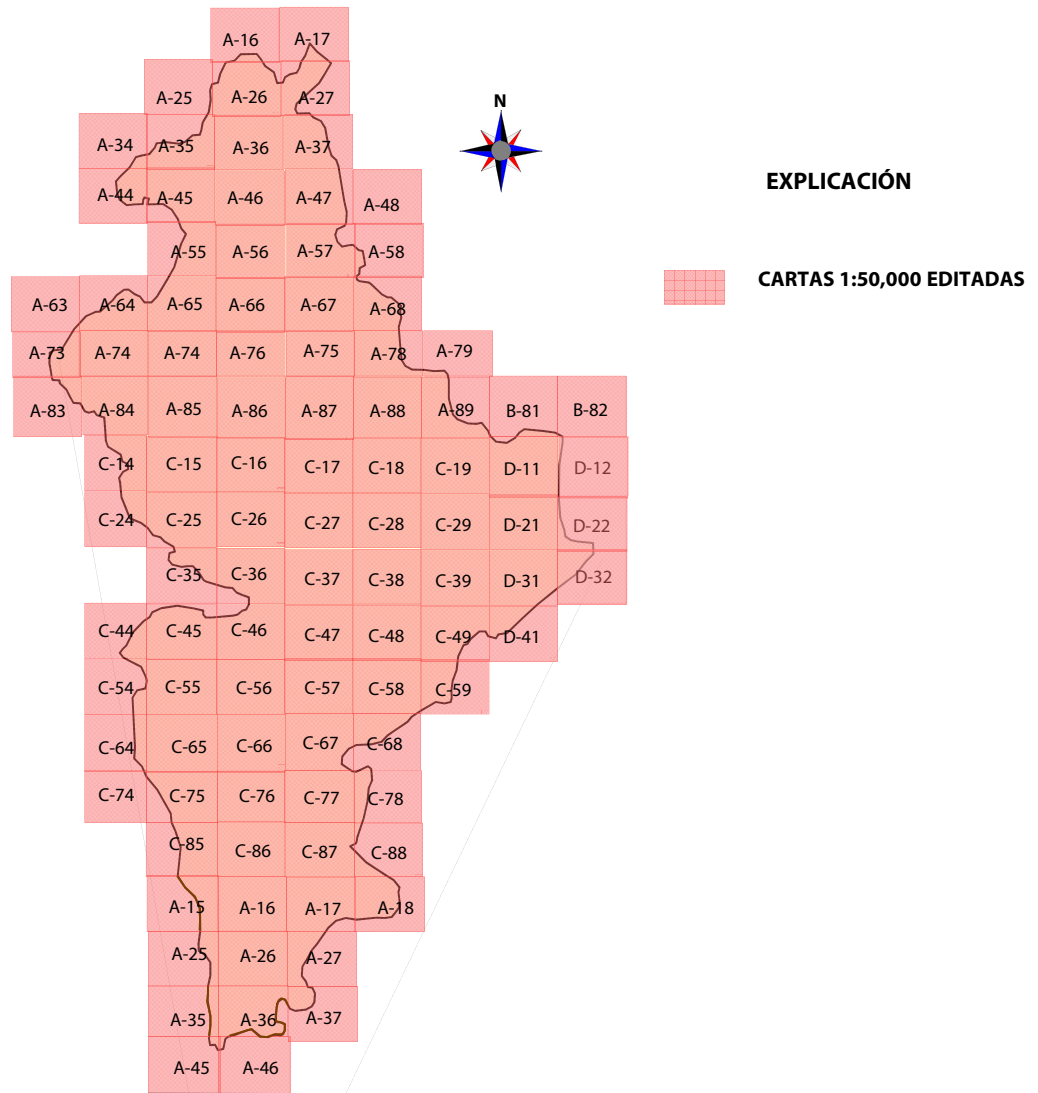 A-16 A-17
N
A-25 A-26 A-27
A-34 A-35 A-36 A-37
EXPLICACIÓN
A-44 A-45 A-46 A-47 A-48
A-55 A-56 A-57 A-58
CARTAS 1:50,000 EDITADAS
A-63 A-64 A-65 A-66 A-67 A-68
A-73 A-74 A-74 A-76 A-75 A-78 A-79
A-83 A-84 A-85 A-86 A-87 A-88 A-89 B-81 B-82
C-14 C-15 C-16 C-17 C-18 C-19 D-11 D-12
C-24 C-25 C-26 C-27 C-28 C-29 D-21 D-22
C-35 C-36 C-37 C-38 C-39 D-31 D-32
C-44 C-45 C-46 C-47 C-48 C-49 D-41
C-54 C-55 C-56 C-57 C-58 C-59
C-64 C-65 C-66 C-67 C-68
C-74 C-75 C-76 C-77 C-78
C-85 C-86 C-87 C-88
A-15 A-16 A-17 A-18
A-25 A-26 A-27
A-35 A-36 A-37
A-45 A-46